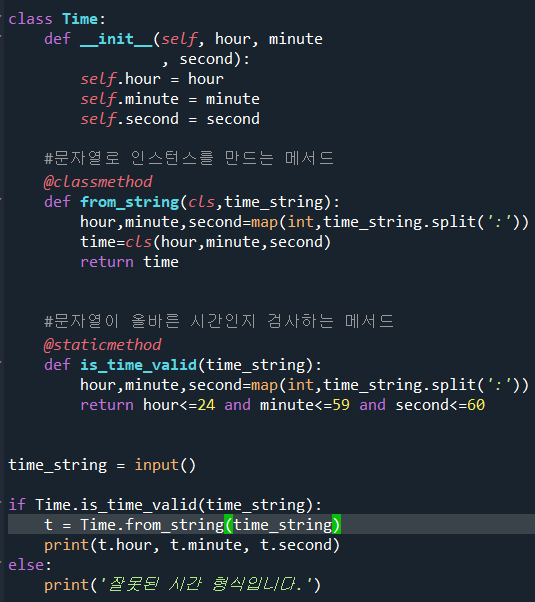 class Time:
    def __init__(self, hour, minute
                 , second):
        self.hour = hour
        self.minute = minute
        self.second = second

    #문자열로 인스턴스를 만드는 메서드
    @classmethod
    def from_string(cls,time_string):
        hour,minute,second=map(int,time_string.split(':'))
        time=cls(hour,minute,second)
        return time


    #문자열이 올바른 시간인지 검사하는 메서드
    @staticmethod
    def is_time_valid(time_string):
        hour,minute,second=map(int,time_string.split(':'))
        return hour<=24 and minute<=59 and second<=60


time_string = input()

if Time.is_time_valid(time_string):
    t = Time.from_string(time_string)
    print(t.hour, t.minute, t.second)
else:
    print('잘못된 시간 형식입니다.')